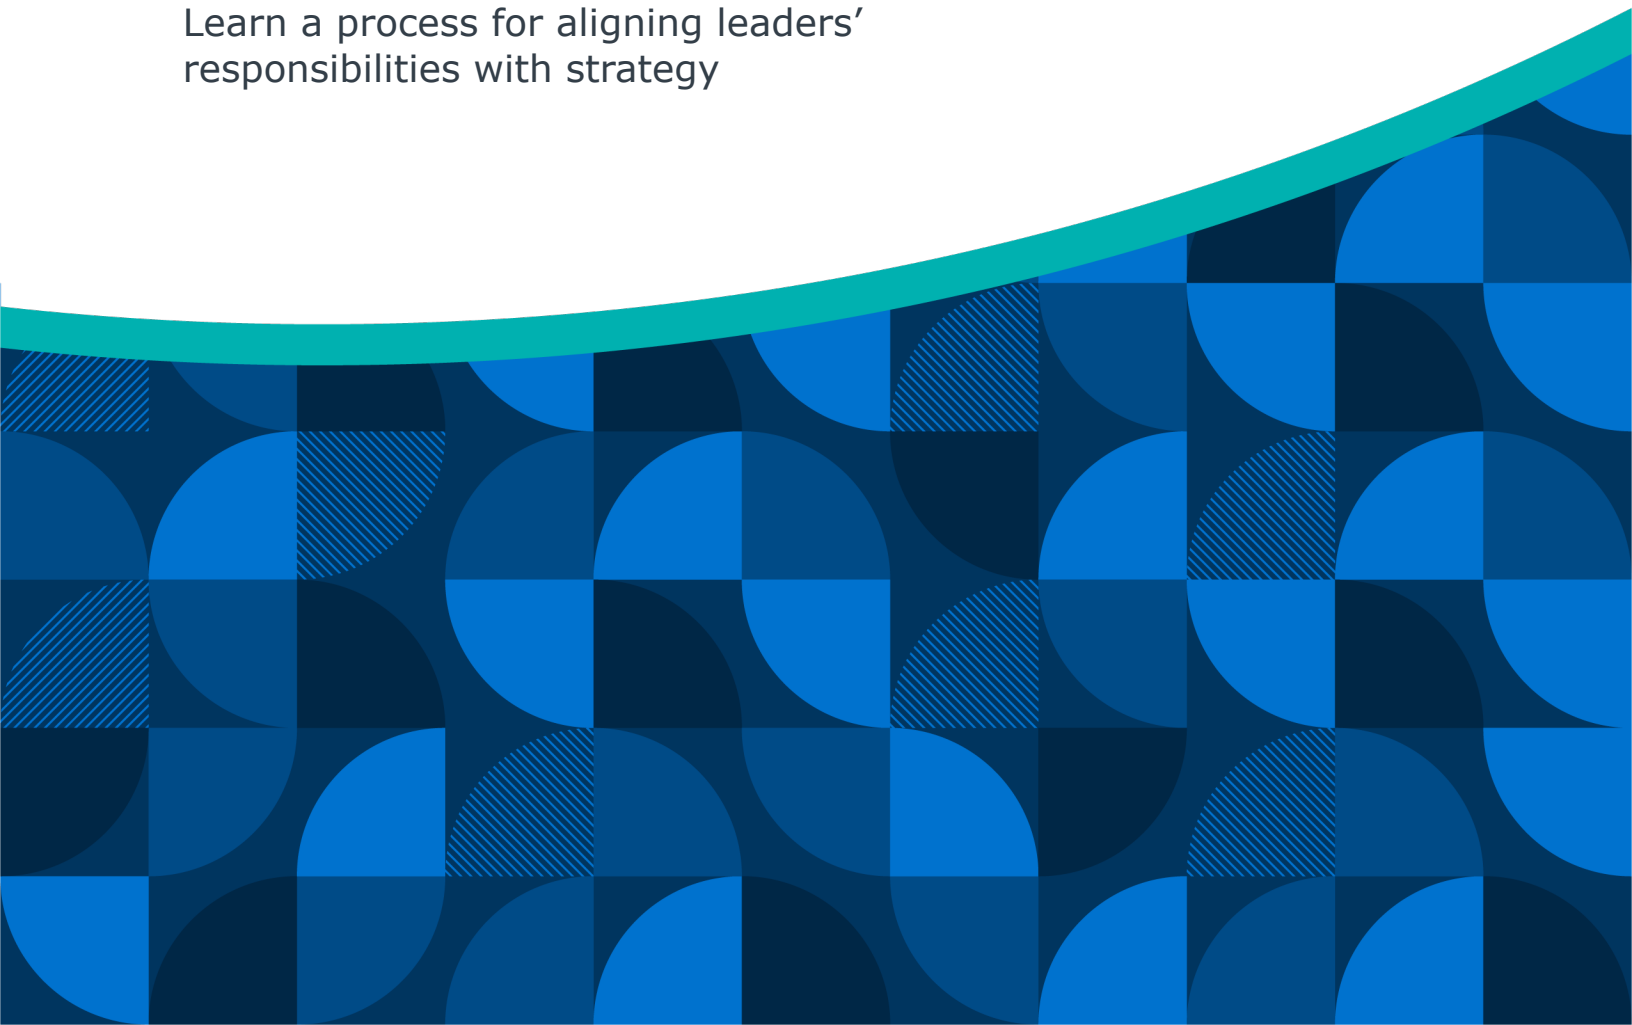 Learn a process for aligning leaders’
responsibilities with strategy